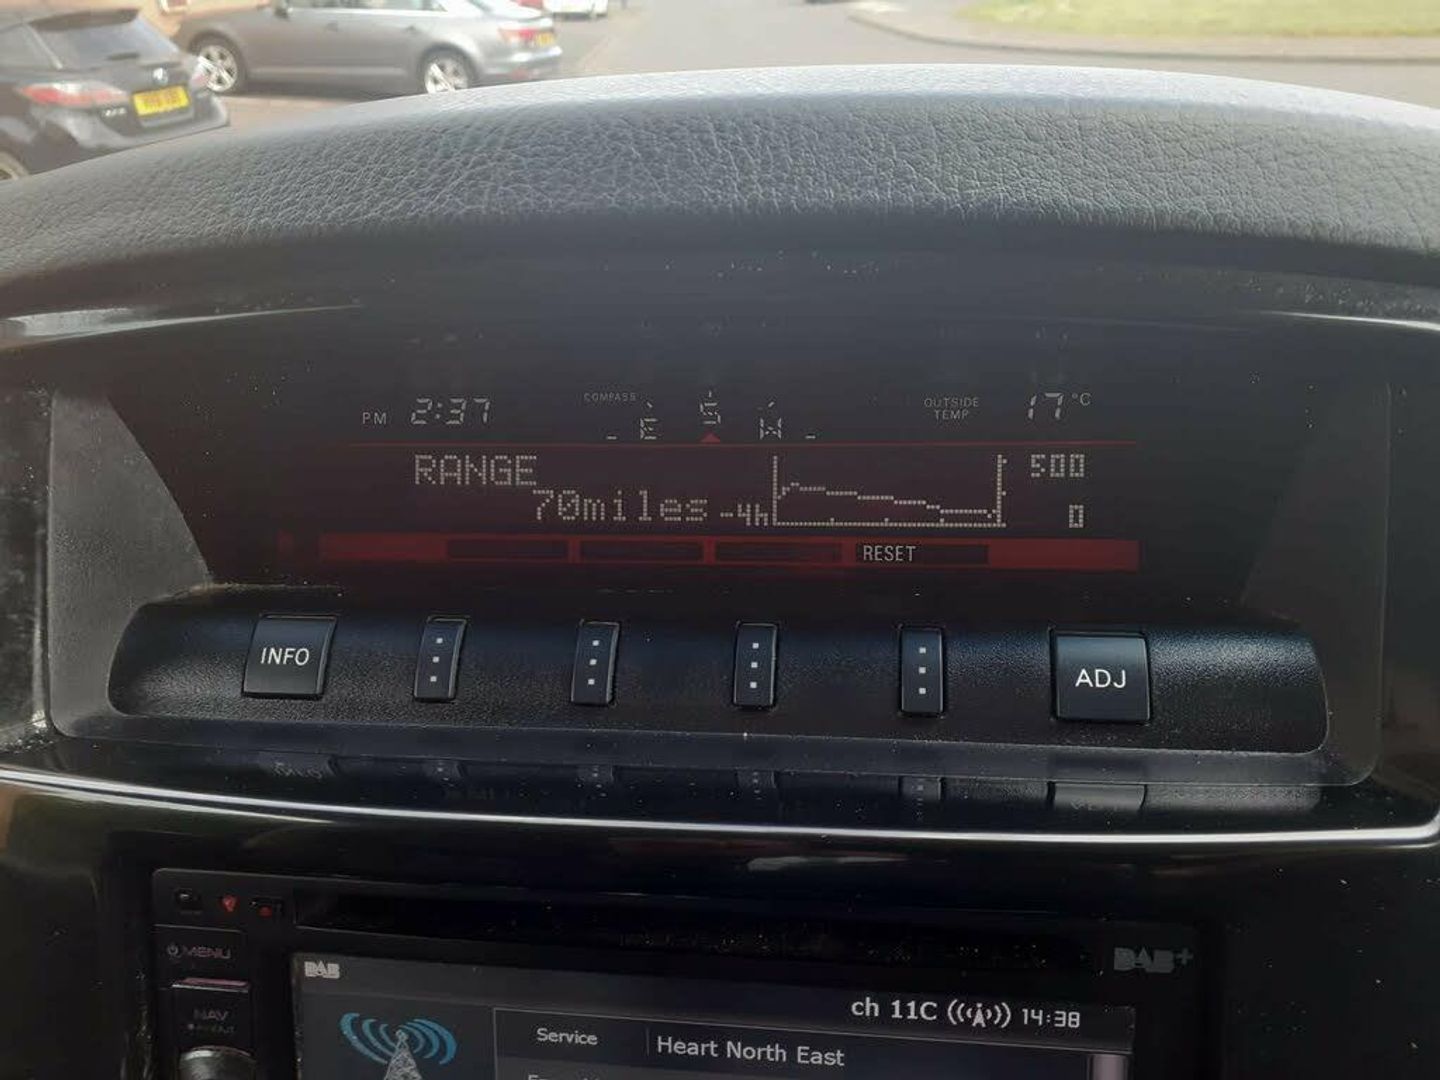 PM 2:37
COMPASS
E S W
OUTSIDE
TEMP
17°C
RANGE
70miles
-4h
500
0
RESET
INFO
ADJ
MENU
NAV
DAB
DAB+
ch 11C
14:38
Service
Heart North East